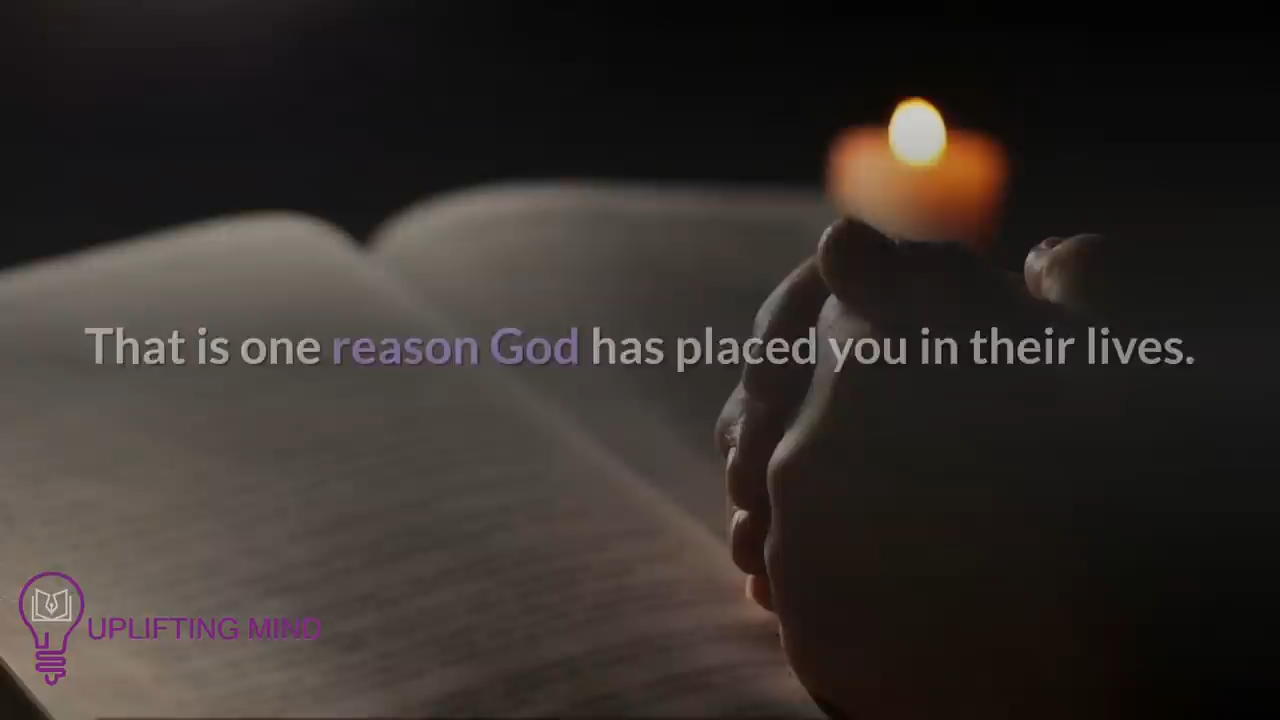 That is one reason God has placed you in their lives.
UPLIFTING MIND